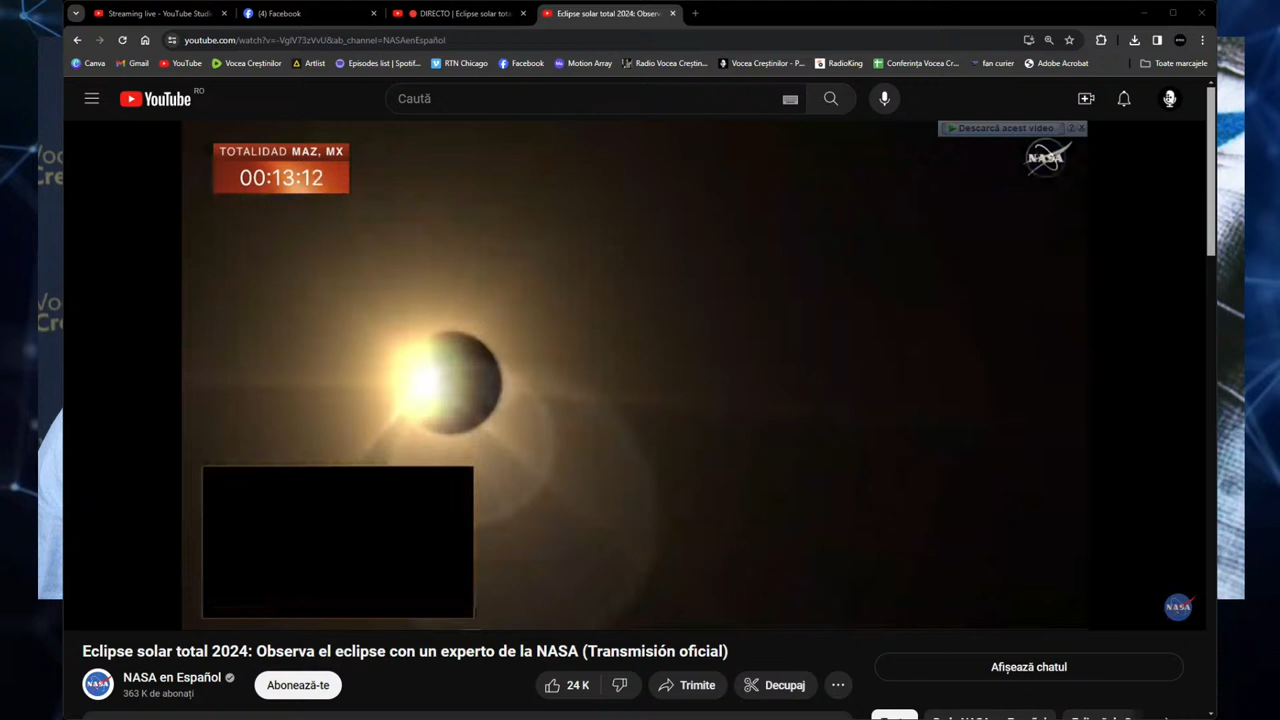 Streaming live - YouTube Studi
(4) Facebook
DIRECTO | Eclipse solar tota
Eclipse solar total 2024: Observ
youtube.com/watch?v=-VglV73zVvU&ab_channel=NASAenEspañol
Canva
Gmail
YouTube
Vocea Creștinilor
Artist
Episodes list | Spotif...
RTN Chicago
Facebook
Motion Array
Radio Vocea Creștin...
Vocea Creștinilor - P...
RadioKing
Conferința Vocea Cr...
fan curier
Adobe Acrobat
Toate marcajele
YouTube RO
Caută
Descarcă acest video
TOTALIDAD MAZ, MX
00:13:12
NASA
NASA
Eclipse solar total 2024: Observa el eclipse con un experto de la NASA (Transmisión oficial)
NASA en Español
363 K de abonați
Abonează-te
24 K
Trimite
Decupaj
Afișează chatul